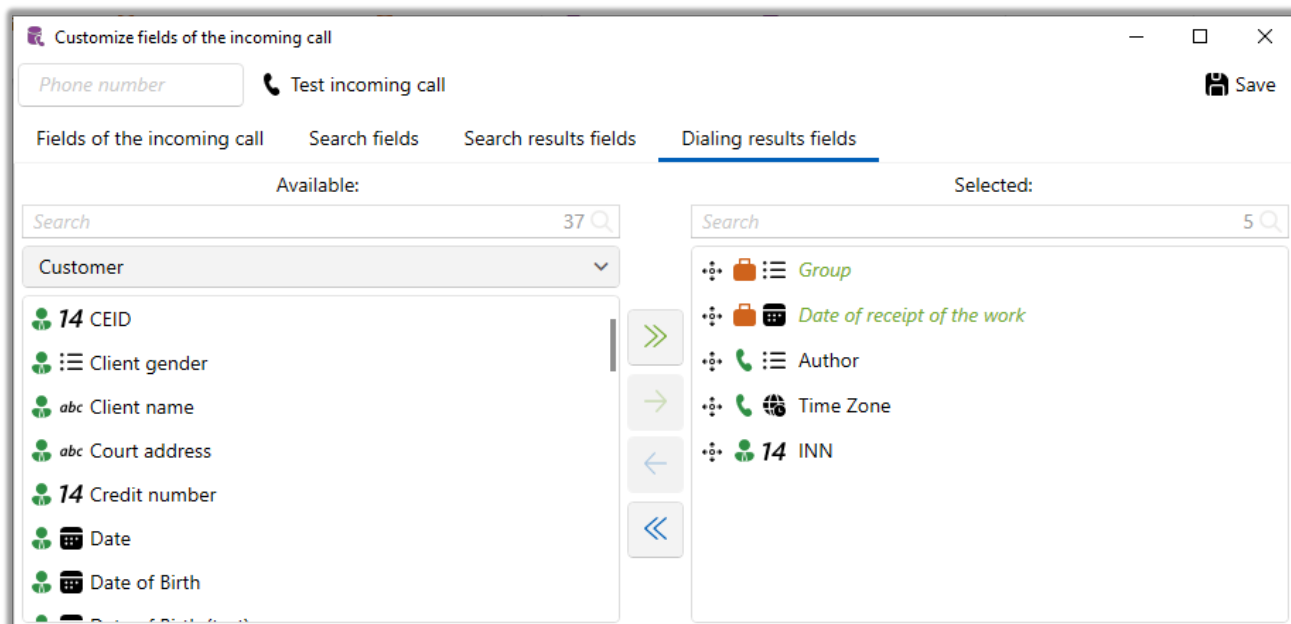 Customize fields of the incoming call
Phone number Test incoming call Save
Fields of the incoming call Search fields Search results fields Dialing results fields
Available: Selected:
Search 37 Search 5
Customer
14 CEID
Client gender
abc Client name
abc Court address
14 Credit number
Date
Date of Birth
Group
Date of receipt of the work
Author
Time Zone
14 INN